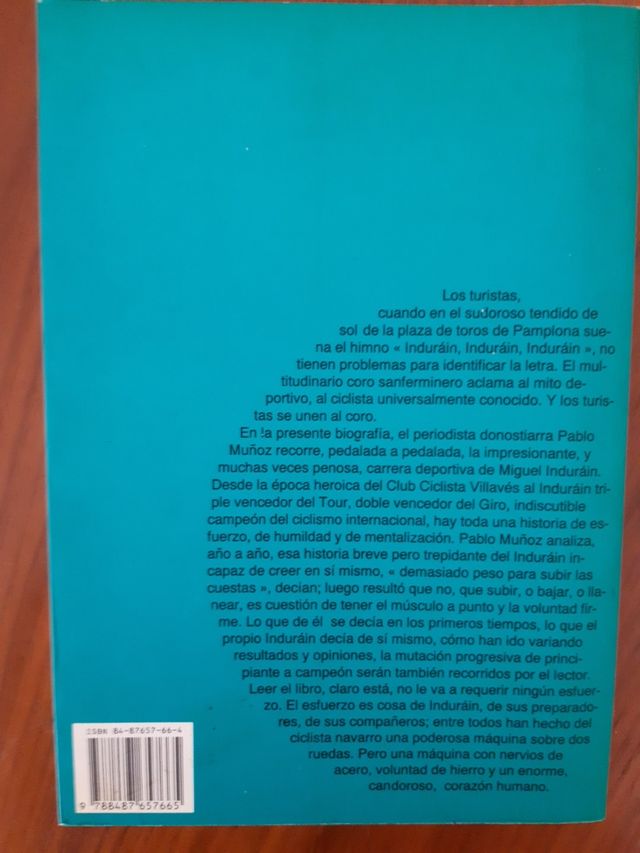 Los turistas,
cuando en el sudoroso tendido de
sol de la plaza de toros de Pamplona sue-
na el himno « Induráin, Induráin, Induráin », no
tienen problemas para identificar la letra. El mul-
titudinario coro sanferminero aclama al mito de-
portivo, al ciclista universalmente conocido. Y los turis-
tas se unen al coro.
En la presente biografía, el periodista donostiarra Pablo
Muñoz recorre, pedalada a pedalada, la impresionante, y
muchas veces penosa, carrera deportiva de Miguel Induráin.
Desde la época heroica del Club Ciclista Villavés al Induráin tri-
ple vencedor del Tour, doble vencedor del Giro, indiscutible
campeón del ciclismo internacional, hay toda una historia de es-
fuerzo, de humildad y de mentalización. Pablo Muñoz analiza,
año a año, esa historia breve pero trepidante del Induráin in-
capaz de creer en sí mismo, « demasiado peso para subir las
cuestas », decían; luego resultó que no, que subir, o bajar, o lla-
near, es cuestión de tener el músculo a punto y la voluntad fir-
me. Lo que de él se decía en los primeros tiempos, lo que el
propio Induráin decía de sí mismo, cómo han ido variando
resultados y opiniones, la mutación progresiva de princi-
piante a campeón serán también recorridos por el lector.
Leer el libro, claro está, no le va a requerir ningún esfuer-
zo. El esfuerzo es cosa de Induráin, de sus preparado-
res, de sus compañeros; entre todos han hecho del
ciclista navarro una poderosa máquina sobre dos
ruedas. Pero una máquina con nervios de
acero, voluntad de hierro y un enorme,
candoroso, corazón humano.
ISBN 84-87657-66-4
9 788487 657665